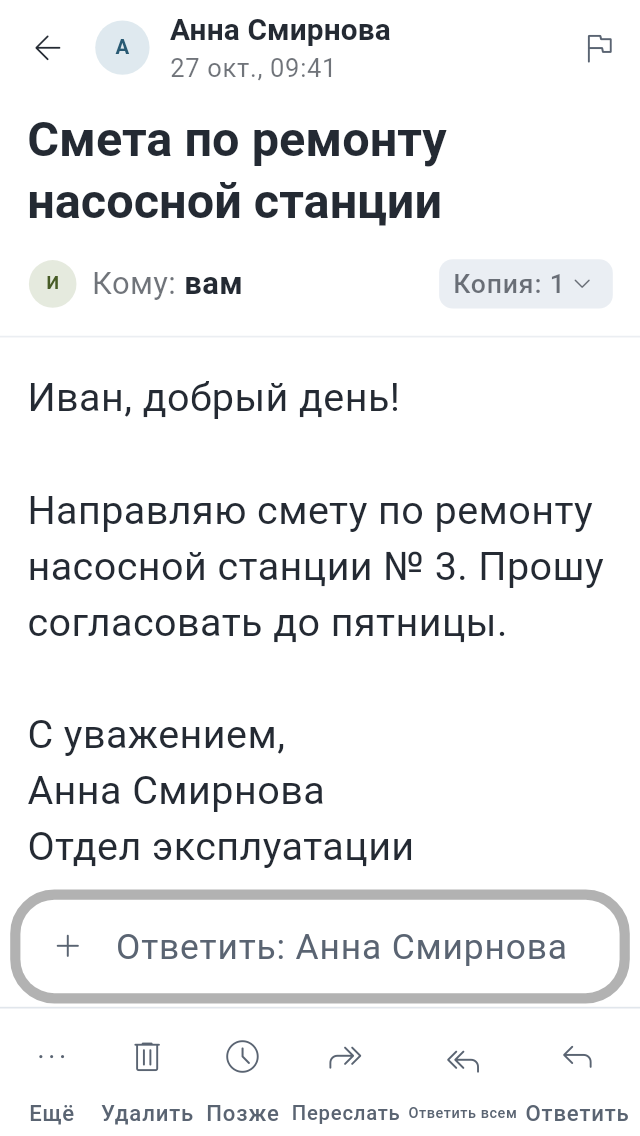 А
Анна Смирнова
27 окт., 09:41
Смета по ремонту
насосной станции
И
Кому: вам
Копия: 1
Иван, добрый день!
Направляю смету по ремонту
насосной станции № 3. Прошу
согласовать до пятницы.
С уважением,
Анна Смирнова
Отдел эксплуатации
Ответить: Анна Смирнова
Ещё Удалить Позже Переслать Ответить всем Ответить